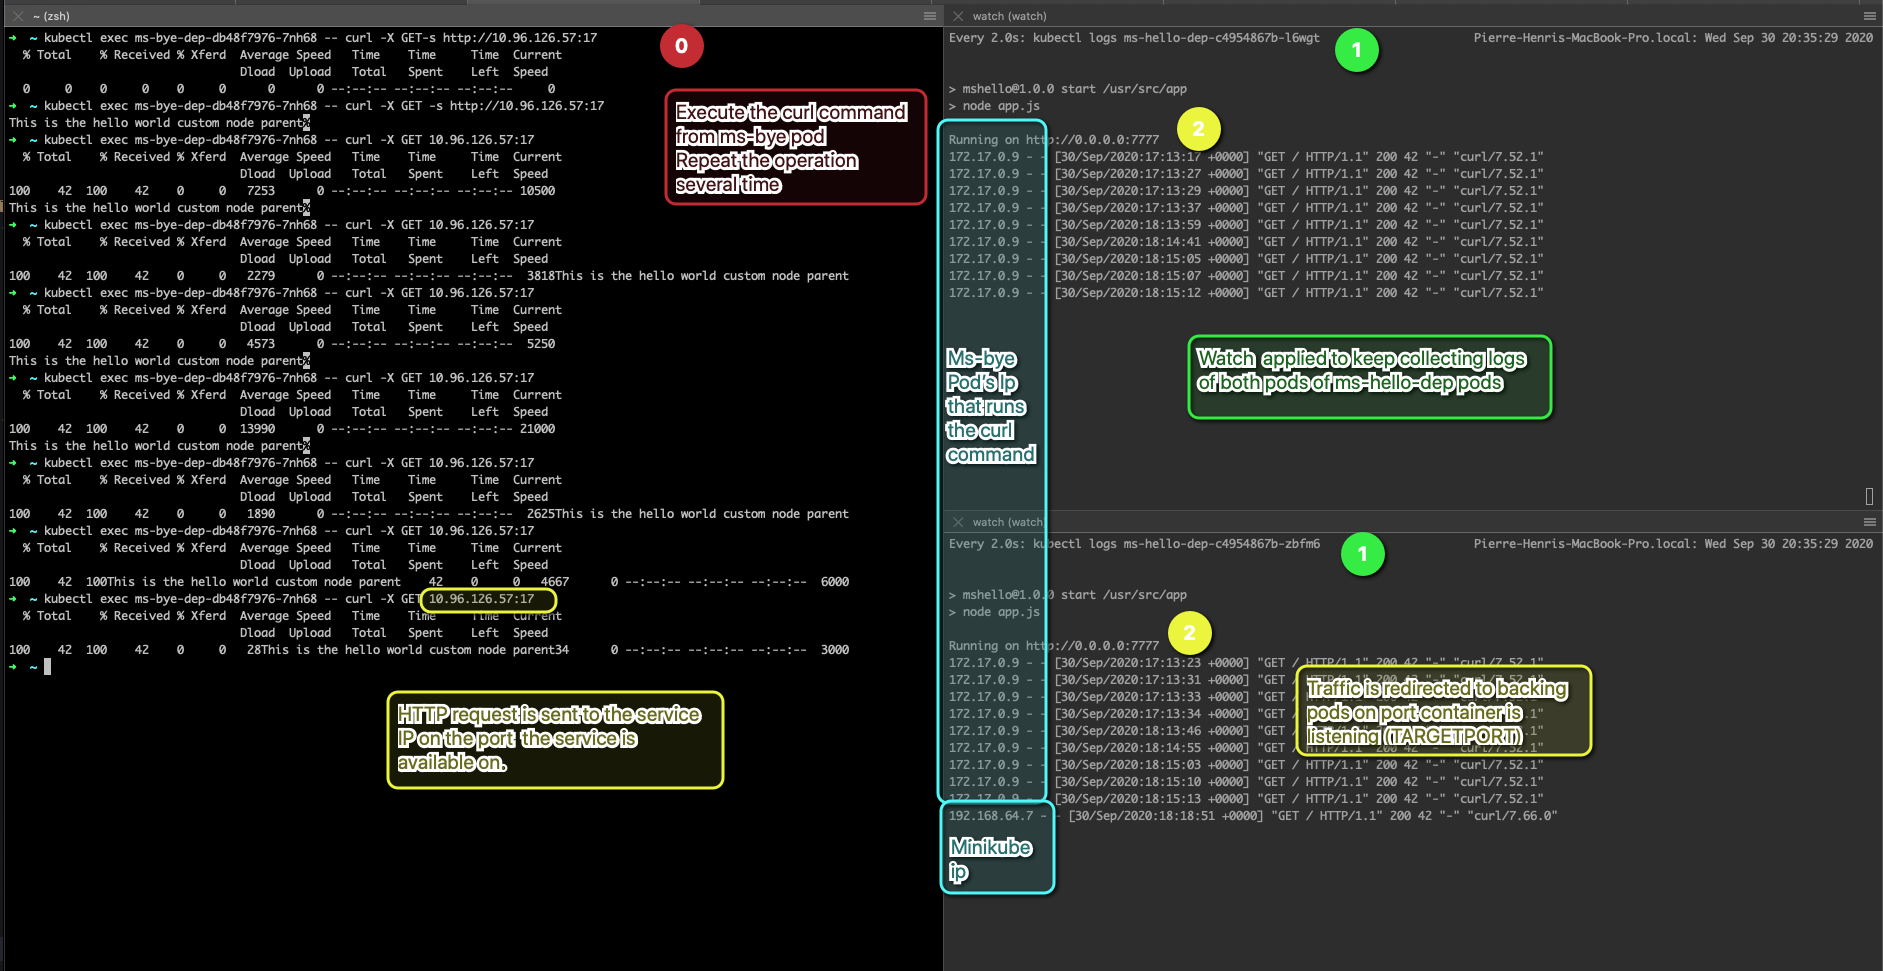 ~ (zsh)
➜ ~ kubectl exec ms-bye-dep-db48f7976-7nh68 -- curl -X GET-s http://10.96.126.57:17
% Total % Received % Xferd Average Speed Time Time Time Current
Dload Upload Total Spent Left Speed
0 0 0 0 0 0 0 0 --:--:-- --:--:-- --:--:-- 0
➜ ~ kubectl exec ms-bye-dep-db48f7976-7nh68 -- curl -X GET -s http://10.96.126.57:17
This is the hello world custom node parent%
➜ ~ kubectl exec ms-bye-dep-db48f7976-7nh68 -- curl -X GET 10.96.126.57:17
% Total % Received % Xferd Average Speed Time Time Time Current
Dload Upload Total Spent Left Speed
100 42 100 42 0 0 7253 0 --:--:-- --:--:-- --:--:-- 10500
This is the hello world custom node parent%
➜ ~ kubectl exec ms-bye-dep-db48f7976-7nh68 -- curl -X GET 10.96.126.57:17
% Total % Received % Xferd Average Speed Time Time Time Current
Dload Upload Total Spent Left Speed
100 42 100 42 0 0 2279 0 --:--:-- --:--:-- --:--:-- 3818This is the hello world custom node parent
➜ ~ kubectl exec ms-bye-dep-db48f7976-7nh68 -- curl -X GET 10.96.126.57:17
% Total % Received % Xferd Average Speed Time Time Time Current
Dload Upload Total Spent Left Speed
100 42 100 42 0 0 4573 0 --:--:-- --:--:-- --:--:-- 5250
This is the hello world custom node parent%
➜ ~ kubectl exec ms-bye-dep-db48f7976-7nh68 -- curl -X GET 10.96.126.57:17
% Total % Received % Xferd Average Speed Time Time Time Current
Dload Upload Total Spent Left Speed
100 42 100 42 0 0 13990 0 --:--:-- --:--:-- --:--:-- 21000
This is the hello world custom node parent%
➜ ~ kubectl exec ms-bye-dep-db48f7976-7nh68 -- curl -X GET 10.96.126.57:17
% Total % Received % Xferd Average Speed Time Time Time Current
Dload Upload Total Spent Left Speed
100 42 100 42 0 0 1890 0 --:--:-- --:--:-- --:--:-- 2625This is the hello world custom node parent
➜ ~ kubectl exec ms-bye-dep-db48f7976-7nh68 -- curl -X GET 10.96.126.57:17
% Total % Received % Xferd Average Speed Time Time Time Current
Dload Upload Total Spent Left Speed
100 42 100This is the hello world custom node parent 42 0 0 4667 0 --:--:-- --:--:-- --:--:-- 6000
➜ ~ kubectl exec ms-bye-dep-db48f7976-7nh68 -- curl -X GET 10.96.126.57:17
% Total % Received % Xferd Average Speed Time Time Time Current
Dload Upload Total Spent Left Speed
100 42 100 42 0 0 28This is the hello world custom node parent34 0 --:--:-- --:--:-- --:--:-- 3000
➜ ~
0
Execute the curl command
from ms-bye pod
Repeat the operation
several time
HTTP request is sent to the service
IP on the port the service is
available on.
watch (watch)
Every 2.0s: kubectl logs ms-hello-dep-c4954867b-l6wgt
1
Pierre-Henris-MacBook-Pro.local: Wed Sep 30 20:35:29 2020
> mshello@1.0.0 start /usr/src/app
> node app.js
2
Running on http://0.0.0.0:7777
172.17.0.9 - - [30/Sep/2020:17:13:17 +0000] "GET / HTTP/1.1" 200 42 "-" "curl/7.52.1"
172.17.0.9 - - [30/Sep/2020:17:13:27 +0000] "GET / HTTP/1.1" 200 42 "-" "curl/7.52.1"
172.17.0.9 - - [30/Sep/2020:17:13:29 +0000] "GET / HTTP/1.1" 200 42 "-" "curl/7.52.1"
172.17.0.9 - - [30/Sep/2020:17:13:37 +0000] "GET / HTTP/1.1" 200 42 "-" "curl/7.52.1"
172.17.0.9 - - [30/Sep/2020:18:13:59 +0000] "GET / HTTP/1.1" 200 42 "-" "curl/7.52.1"
172.17.0.9 - - [30/Sep/2020:18:14:41 +0000] "GET / HTTP/1.1" 200 42 "-" "curl/7.52.1"
172.17.0.9 - - [30/Sep/2020:18:15:05 +0000] "GET / HTTP/1.1" 200 42 "-" "curl/7.52.1"
172.17.0.9 - - [30/Sep/2020:18:15:07 +0000] "GET / HTTP/1.1" 200 42 "-" "curl/7.52.1"
172.17.0.9 - - [30/Sep/2020:18:15:12 +0000] "GET / HTTP/1.1" 200 42 "-" "curl/7.52.1"
Ms-bye
Pod's Ip
that runs
the curl
command
Watch applied to keep collecting logs
of both pods of ms-hello-dep pods
watch (watch)
Every 2.0s: kubectl logs ms-hello-dep-c4954867b-zbfm6
1
Pierre-Henris-MacBook-Pro.local: Wed Sep 30 20:35:29 2020
> mshello@1.0.0 start /usr/src/app
> node app.js
2
Running on http://0.0.0.0:7777
172.17.0.9 - - [30/Sep/2020:17:13:23 +0000] "GET / HTTP/1.1" 200 42 "-" "curl/7.52.1"
172.17.0.9 - - [30/Sep/2020:17:13:31 +0000] "GET /
172.17.0.9 - - [30/Sep/2020:17:13:33 +0000] "GET /
172.17.0.9 - - [30/Sep/2020:17:13:34 +0000] "GET /
172.17.0.9 - - [30/Sep/2020:17:13:46 +0000] "GET /
172.17.0.9 - - [30/Sep/2020:18:14:55 +0000] "GET / HTTP/1.1" 200 42 "-" "curl/7.52.1"
172.17.0.9 - - [30/Sep/2020:18:15:03 +0000] "GET / HTTP/1.1" 200 42 "-" "curl/7.52.1"
172.17.0.9 - - [30/Sep/2020:18:15:10 +0000] "GET / HTTP/1.1" 200 42 "-" "curl/7.52.1"
172.17.0.9 - - [30/Sep/2020:18:15:13 +0000] "GET / HTTP/1.1" 200 42 "-" "curl/7.52.1"
192.168.64.7 - - [30/Sep/2020:18:18:51 +0000] "GET / HTTP/1.1" 200 42 "-" "curl/7.66.0"
Traffic is redirected to backing
pods on port container is
listening (TARGETPORT)
Minikube
ip